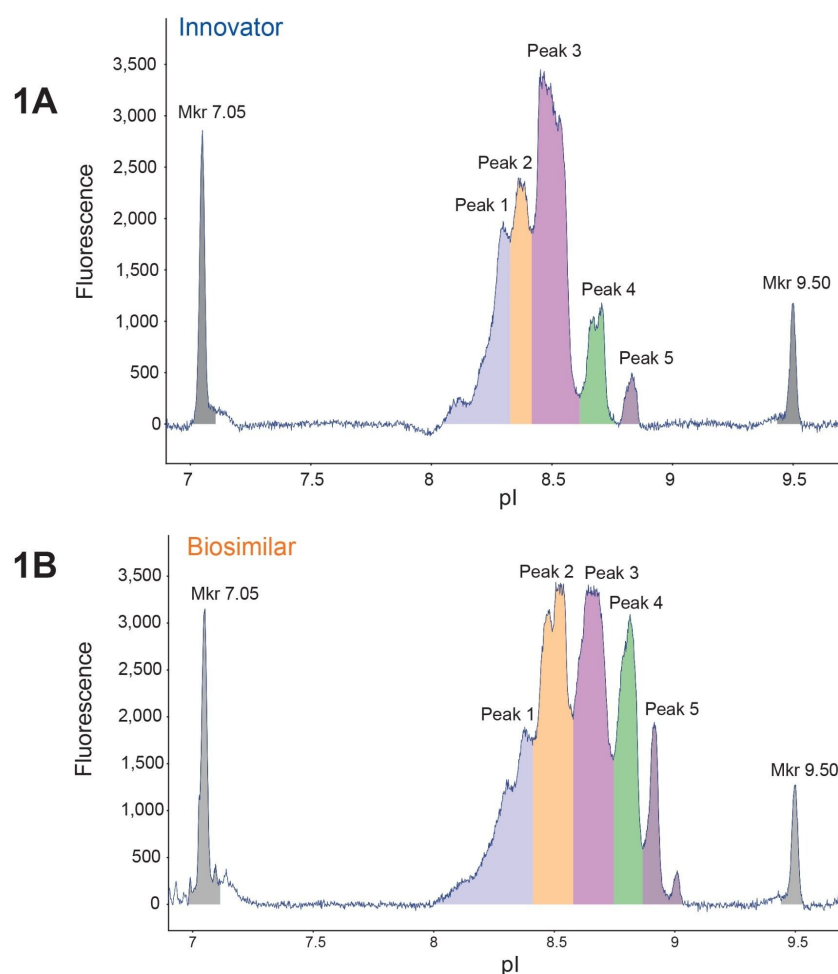 Innovator
1A
3,500
3,000
2,500
2,000
1,500
1,000
500
0
Fluorescence
Mkr 7.05
Peak 1
Peak 2
Peak 3
Peak 4
Peak 5
Mkr 9.50
7 7.5 8 8.5 9 9.5
pI
Biosimilar
1B
3,500
3,000
2,500
2,000
1,500
1,000
500
0
Fluorescence
Mkr 7.05
Peak 1
Peak 2
Peak 3
Peak 4
Peak 5
Mkr 9.50
7 7.5 8 8.5 9 9.5
pI